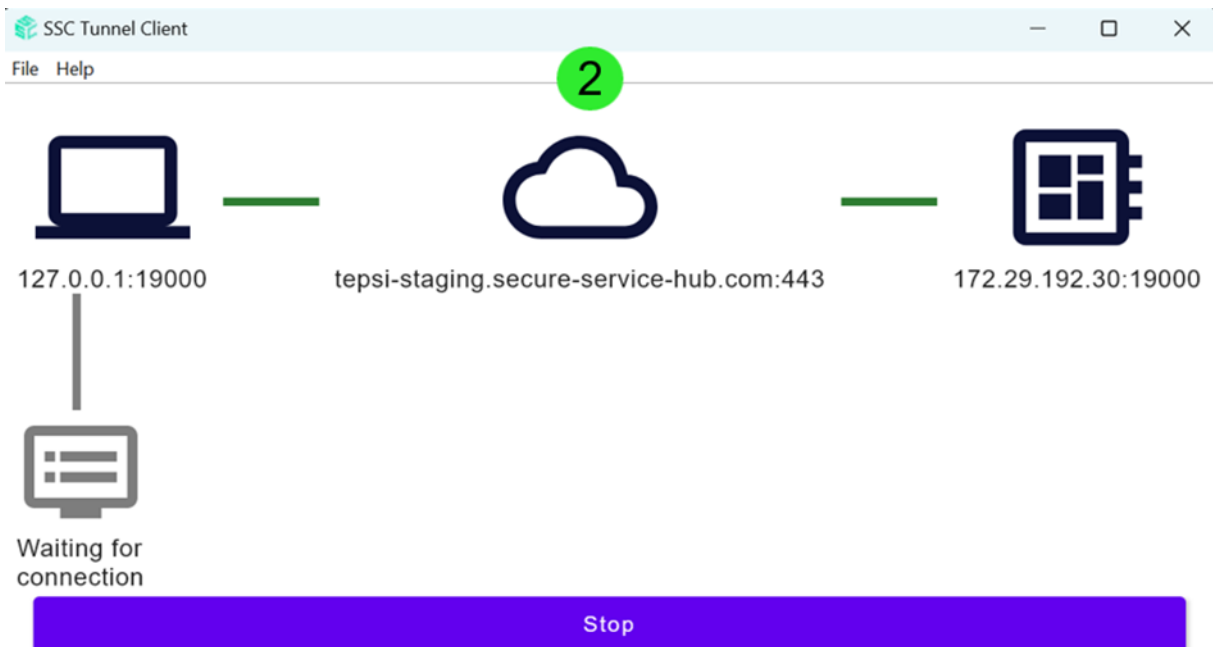 SSC Tunnel Client
File Help
2
127.0.0.1:19000
tepsi-staging.secure-service-hub.com:443
172.29.192.30:19000
Waiting for
connection
Stop